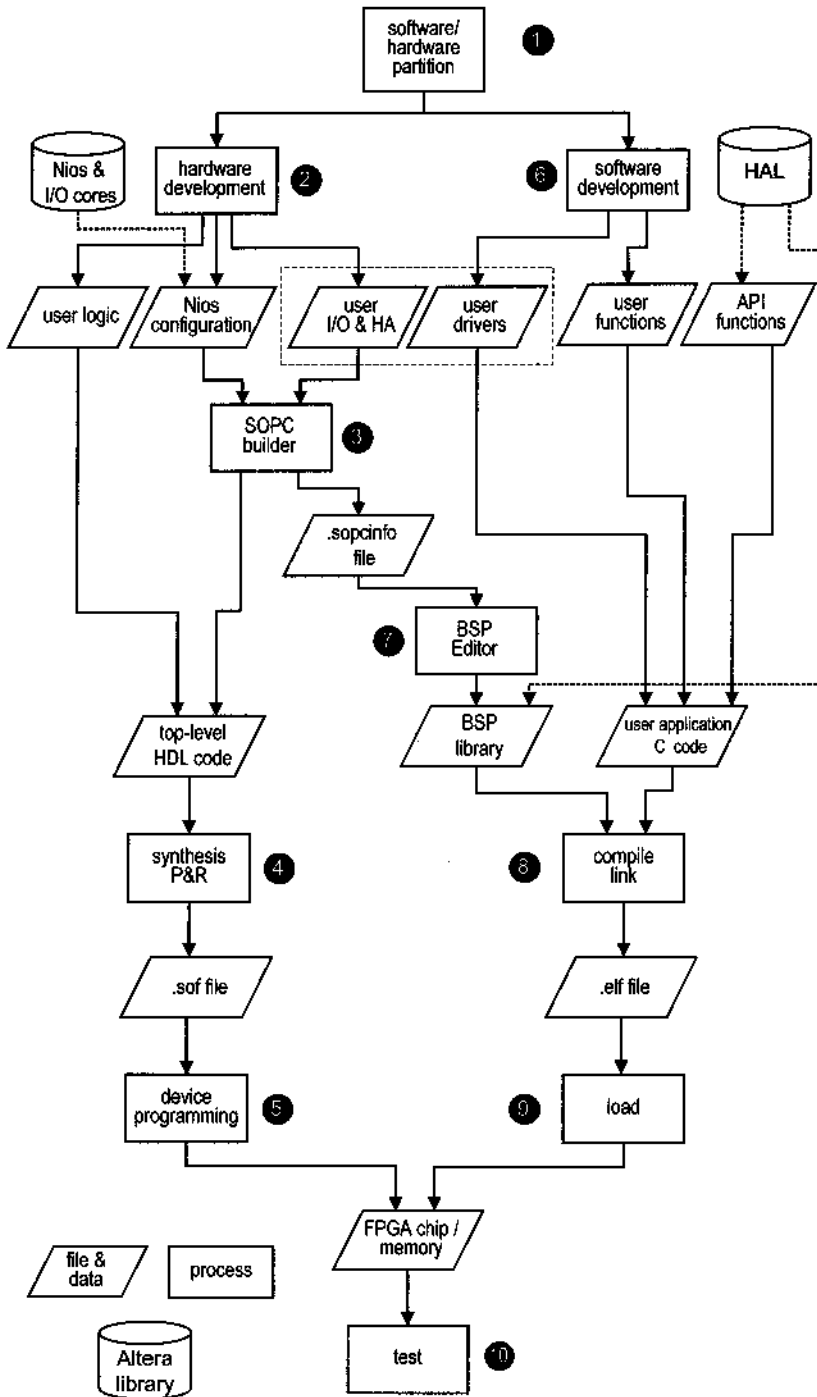 software/
hardware
partition
1
Nios &
I/O cores
hardware
development
2
6
software
development
HAL
user logic
Nios
configuration
user
I/O & HA
user
drivers
user
functions
API
functions
SOPC
builder
3
.sopcinfo
file
7
BSP
Editor
top-level
HDL code
BSP
library
user application
C code
synthesis
P&R
4
8
compile
link
.sof file
.elf file
device
programming
5
9
load
FPGA chip /
memory
file &
data
process
Altera
library
test
10